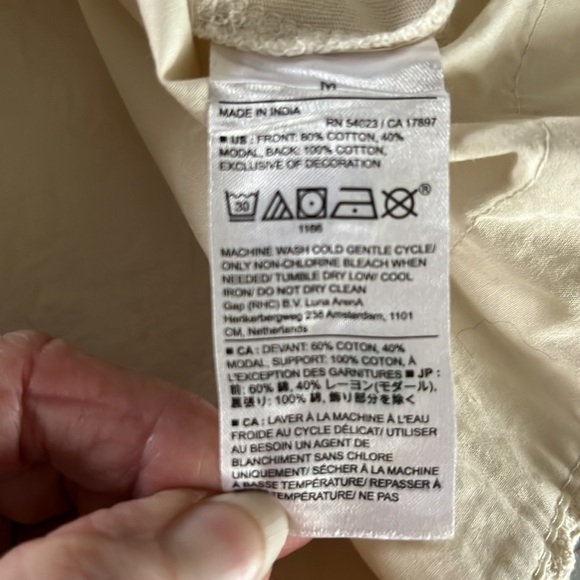 M
MADE IN INDIA
RN 54023 / CA 17897
■ US : FRONT: 60% COTTON, 40%
MODAL, BACK: 100% COTTON,
EXCLUSIVE OF DECORATION
30
®
1166
MACHINE WASH COLD GENTLE CYCLE/
ONLY NON-CHLORINE BLEACH WHEN
NEEDED/ TUMBLE DRY LOW/ COOL
IRON/ DO NOT DRY CLEAN
Gap (RHC) B.V. Luna ArenA
Herikerbergweg 238 Amsterdam, 1101
CM, Netherlands
■ CA : DEVANT: 60% COTON, 40%
MODAL, SUPPORT: 100% COTON, À
L'EXCEPTION DES GARNITURES ■ JP :
前: 60% 綿, 40% レーヨン(モダール),
裏張り: 100% 綿, 飾り部分を除く
■ CA : LAVER À LA MACHINE À L'EAU
FROIDE AU CYCLE DÉLICAT/ UTILISER
AU BESOIN UN AGENT DE
BLANCHIMENT SANS CHLORE
UNIQUEMENT/ SÉCHER À LA MACHINE
À BASSE TEMPÉRATURE/ REPASSER À
TEMPÉRATURE/ NE PAS